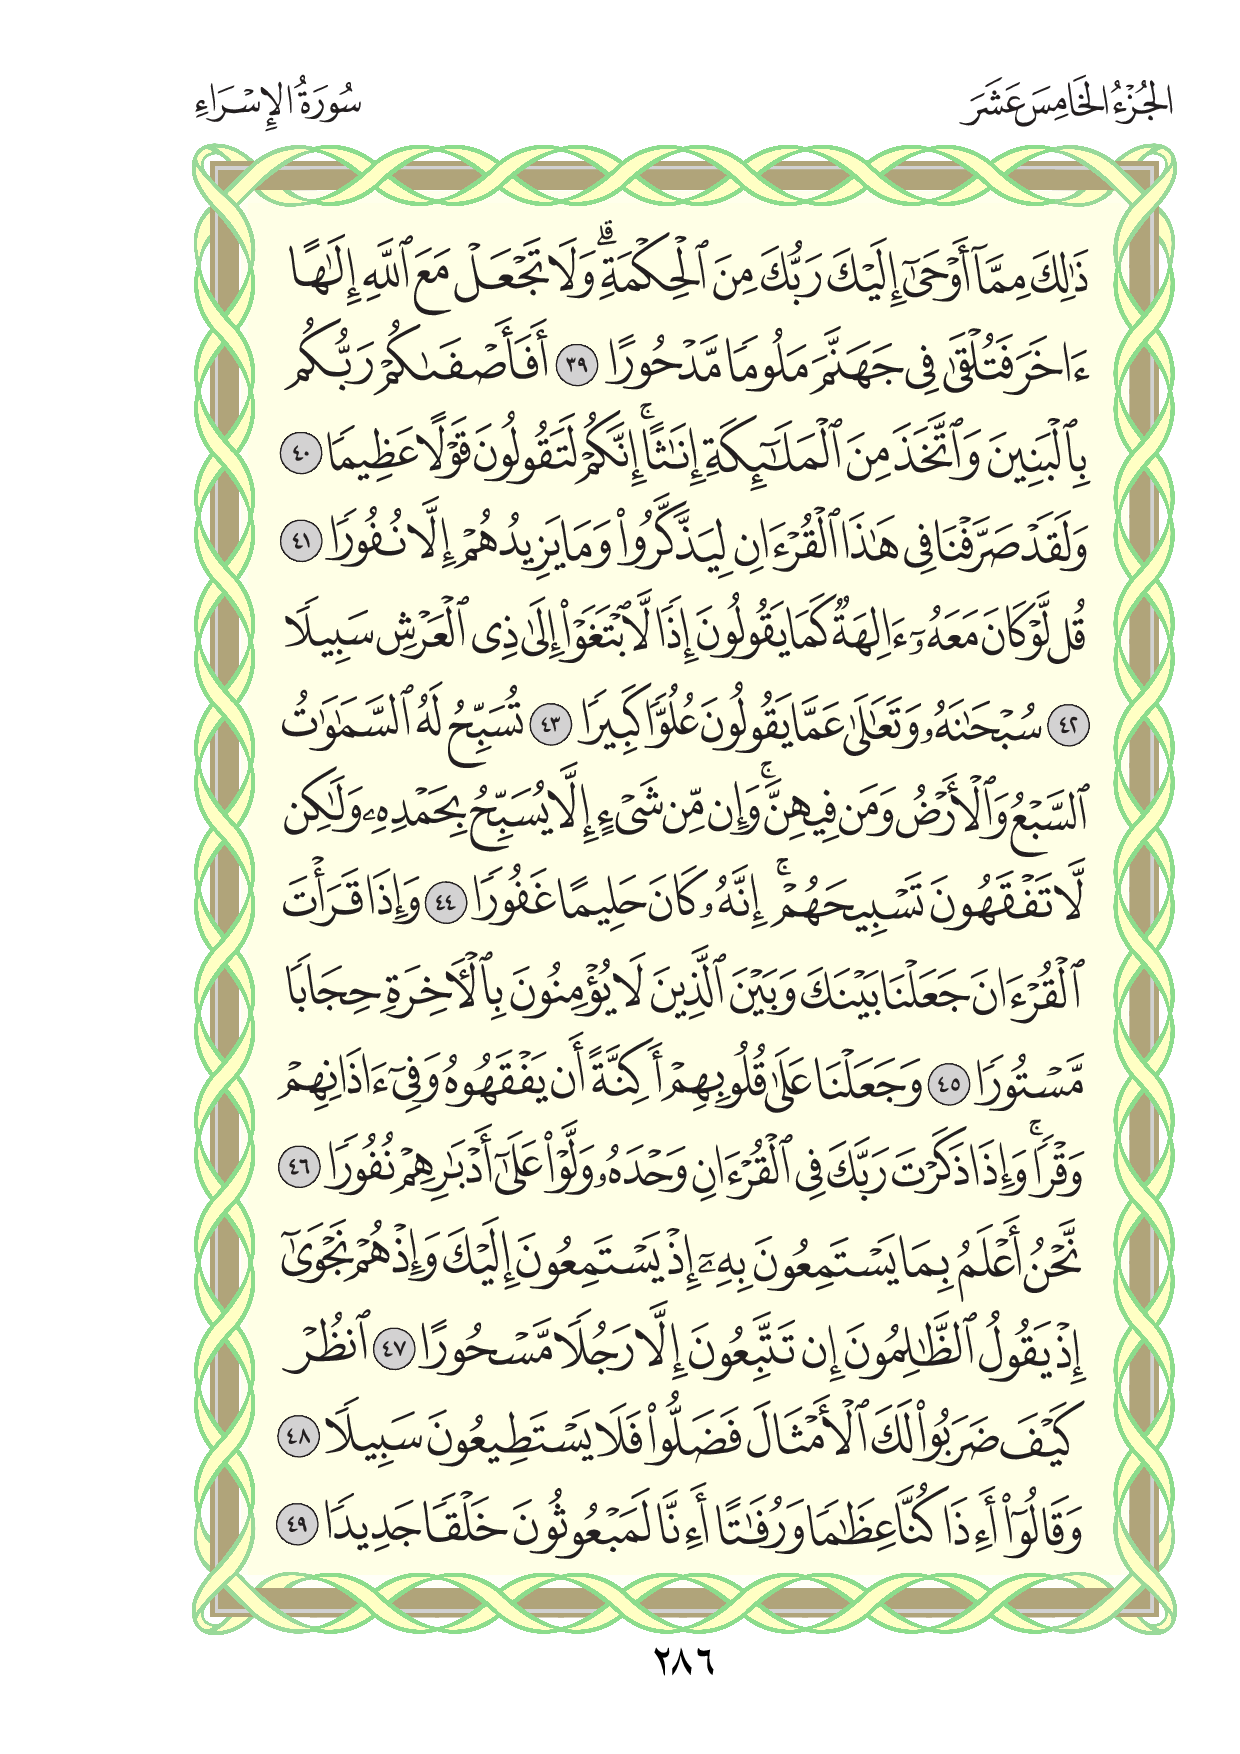 الجُزْءُ الخَامِسَ عَشَرَ
سُورَةُ الإِسْرَاءِ
ذَٰلِكَ مِمَّآ أَوْحَىٰٓ إِلَيْكَ رَبُّكَ مِنَ ٱلْحِكْمَةِۗ وَلَا تَجْعَلْ مَعَ ٱللَّهِ إِلَٰهًا
ءَاخَرَ فَتُلْقَىٰ فِى جَهَنَّمَ مَلُومًا مَّدْحُورًا ٣٩ أَفَأَصْفَىٰكُمْ رَبُّكُم
بِٱلْبَنِينَ وَٱتَّخَذَ مِنَ ٱلْمَلَٰٓئِكَةِ إِنَٰثًاۚ إِنَّكُمْ لَتَقُولُونَ قَوْلًا عَظِيمًا ٤٠
وَلَقَدْ صَرَّفْنَا فِى هَٰذَا ٱلْقُرْءَانِ لِيَذَّكَّرُوا۟ وَمَا يَزِيدُهُمْ إِلَّا نُفُورًا ٤١
قُل لَّوْ كَانَ مَعَهُۥٓ ءَالِهَةٌ كَمَا يَقُولُونَ إِذًا لَّٱبْتَغَوْا۟ إِلَىٰ ذِى ٱلْعَرْشِ سَبِيلًا
٤٢ سُبْحَٰنَهُۥ وَتَعَٰلَىٰ عَمَّا يَقُولُونَ عُلُوًّا كَبِيرًا ٤٣ تُسَبِّحُ لَهُ ٱلسَّمَٰوَٰتُ
ٱلسَّبْعُ وَٱلْأَرْضُ وَمَن فِيهِنَّۚ وَإِن مِّن شَىْءٍ إِلَّا يُسَبِّحُ بِحَمْدِهِۦ وَلَٰكِن
لَّا تَفْقَهُونَ تَسْبِيحَهُمْۚ إِنَّهُۥ كَانَ حَلِيمًا غَفُورًا ٤٤ وَإِذَا قَرَأْتَ
ٱلْقُرْءَانَ جَعَلْنَا بَيْنَكَ وَبَيْنَ ٱلَّذِينَ لَا يُؤْمِنُونَ بِٱلْءَاخِرَةِ حِجَابًا
مَّسْتُورًا ٤٥ وَجَعَلْنَا عَلَىٰ قُلُوبِهِمْ أَكِنَّةً أَن يَفْقَهُوهُ وَفِىٓ ءَاذَانِهِمْ
وَقْرًاۚ وَإِذَا ذَكَرْتَ رَبَّكَ فِى ٱلْقُرْءَانِ وَحْدَهُۥ وَلَّوْا۟ عَلَىٰٓ أَدْبَٰرِهِمْ نُفُورًا ٤٦
نَّحْنُ أَعْلَمُ بِمَا يَسْتَمِعُونَ بِهِۦٓ إِذْ يَسْتَمِعُونَ إِلَيْكَ وَإِذْ هُمْ نَجْوَىٰٓ
إِذْ يَقُولُ ٱلظَّٰلِمُونَ إِن تَتَّبِعُونَ إِلَّا رَجُلًا مَّسْحُورًا ٤٧ ٱنظُرْ
كَيْفَ ضَرَبُوا۟ لَكَ ٱلْأَمْثَالَ فَضَلُّوا۟ فَلَا يَسْتَطِيعُونَ سَبِيلًا ٤٨
وَقَالُوٓا۟ أَءِذَا كُنَّا عِظَٰمًا وَرُفَٰتًا أَءِنَّا لَمَبْعُوثُونَ خَلْقًا جَدِيدًا ٤٩
٢٨٦